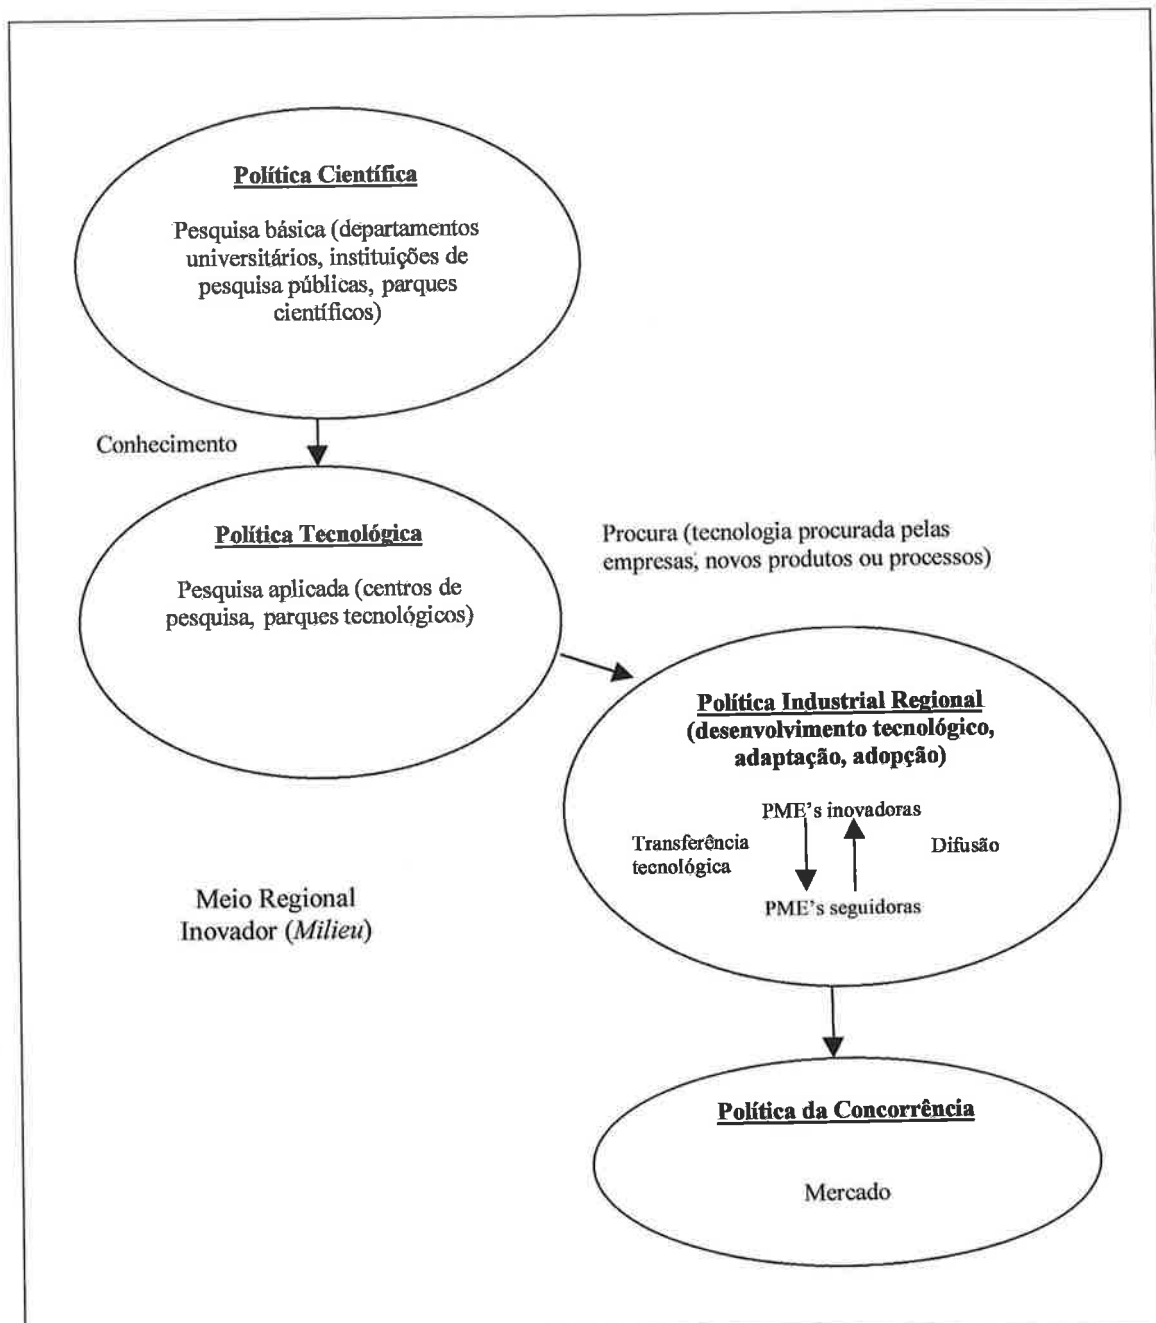 Política Científica
Pesquisa básica (departamentos
universitários, instituições de
pesquisa públicas, parques
científicos)
Conhecimento
Política Tecnológica
Pesquisa aplicada (centros de
pesquisa, parques tecnológicos)
Procura (tecnologia procurada pelas
empesas, novos produtos ou processos)
Política Industrial Regional
(desenvolvimento tecnológico,
adaptação, adopção)
PME's inovadoras
Transferência
tecnológica
Difusão
PME's seguidoras
Meio Regional
Inovador (Milieu)
Política da Concorrência
Mercado